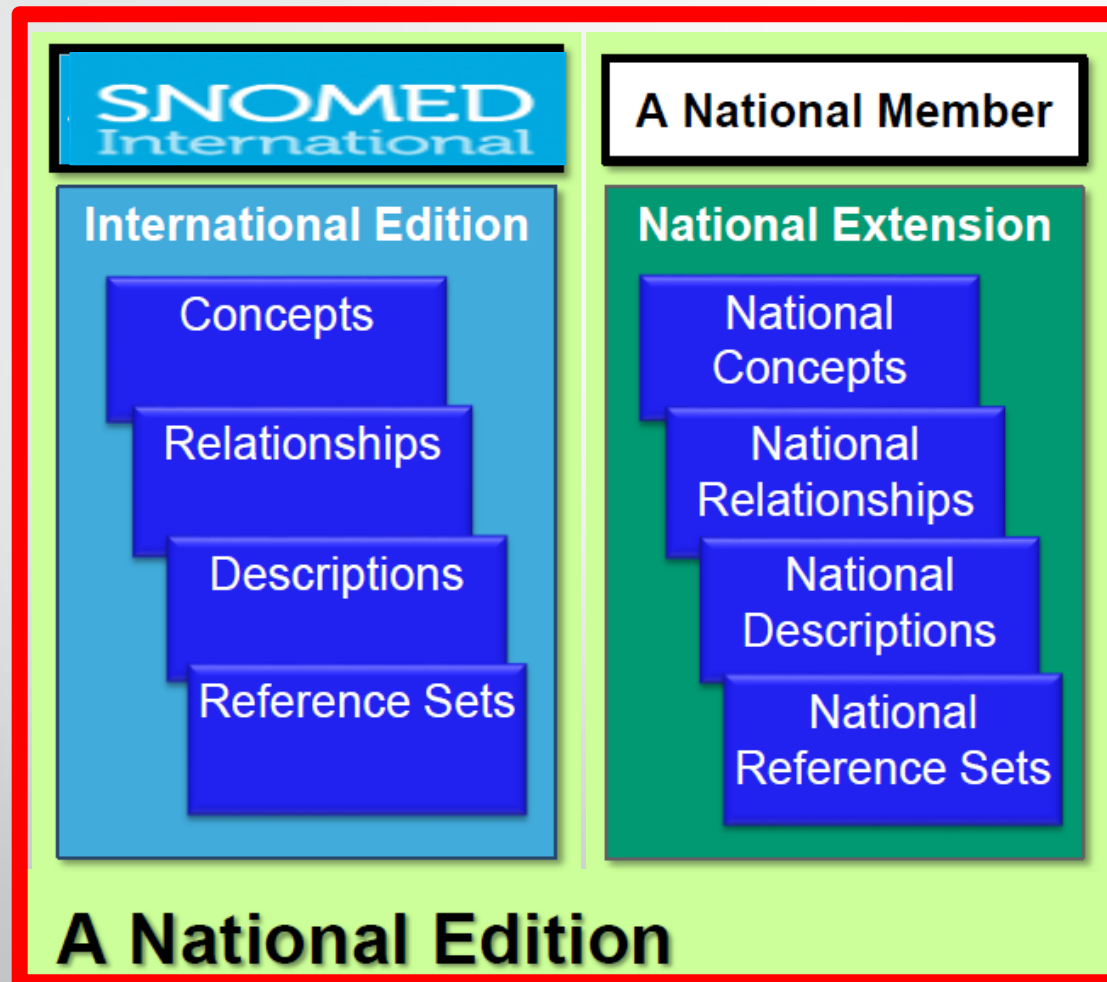 SNOMED
International
International Edition
Concepts
Relationships
Descriptions
Reference Sets
A National Member
National Extension
National
Concepts
National
Relationships
National
Descriptions
National
Reference Sets
A National Edition